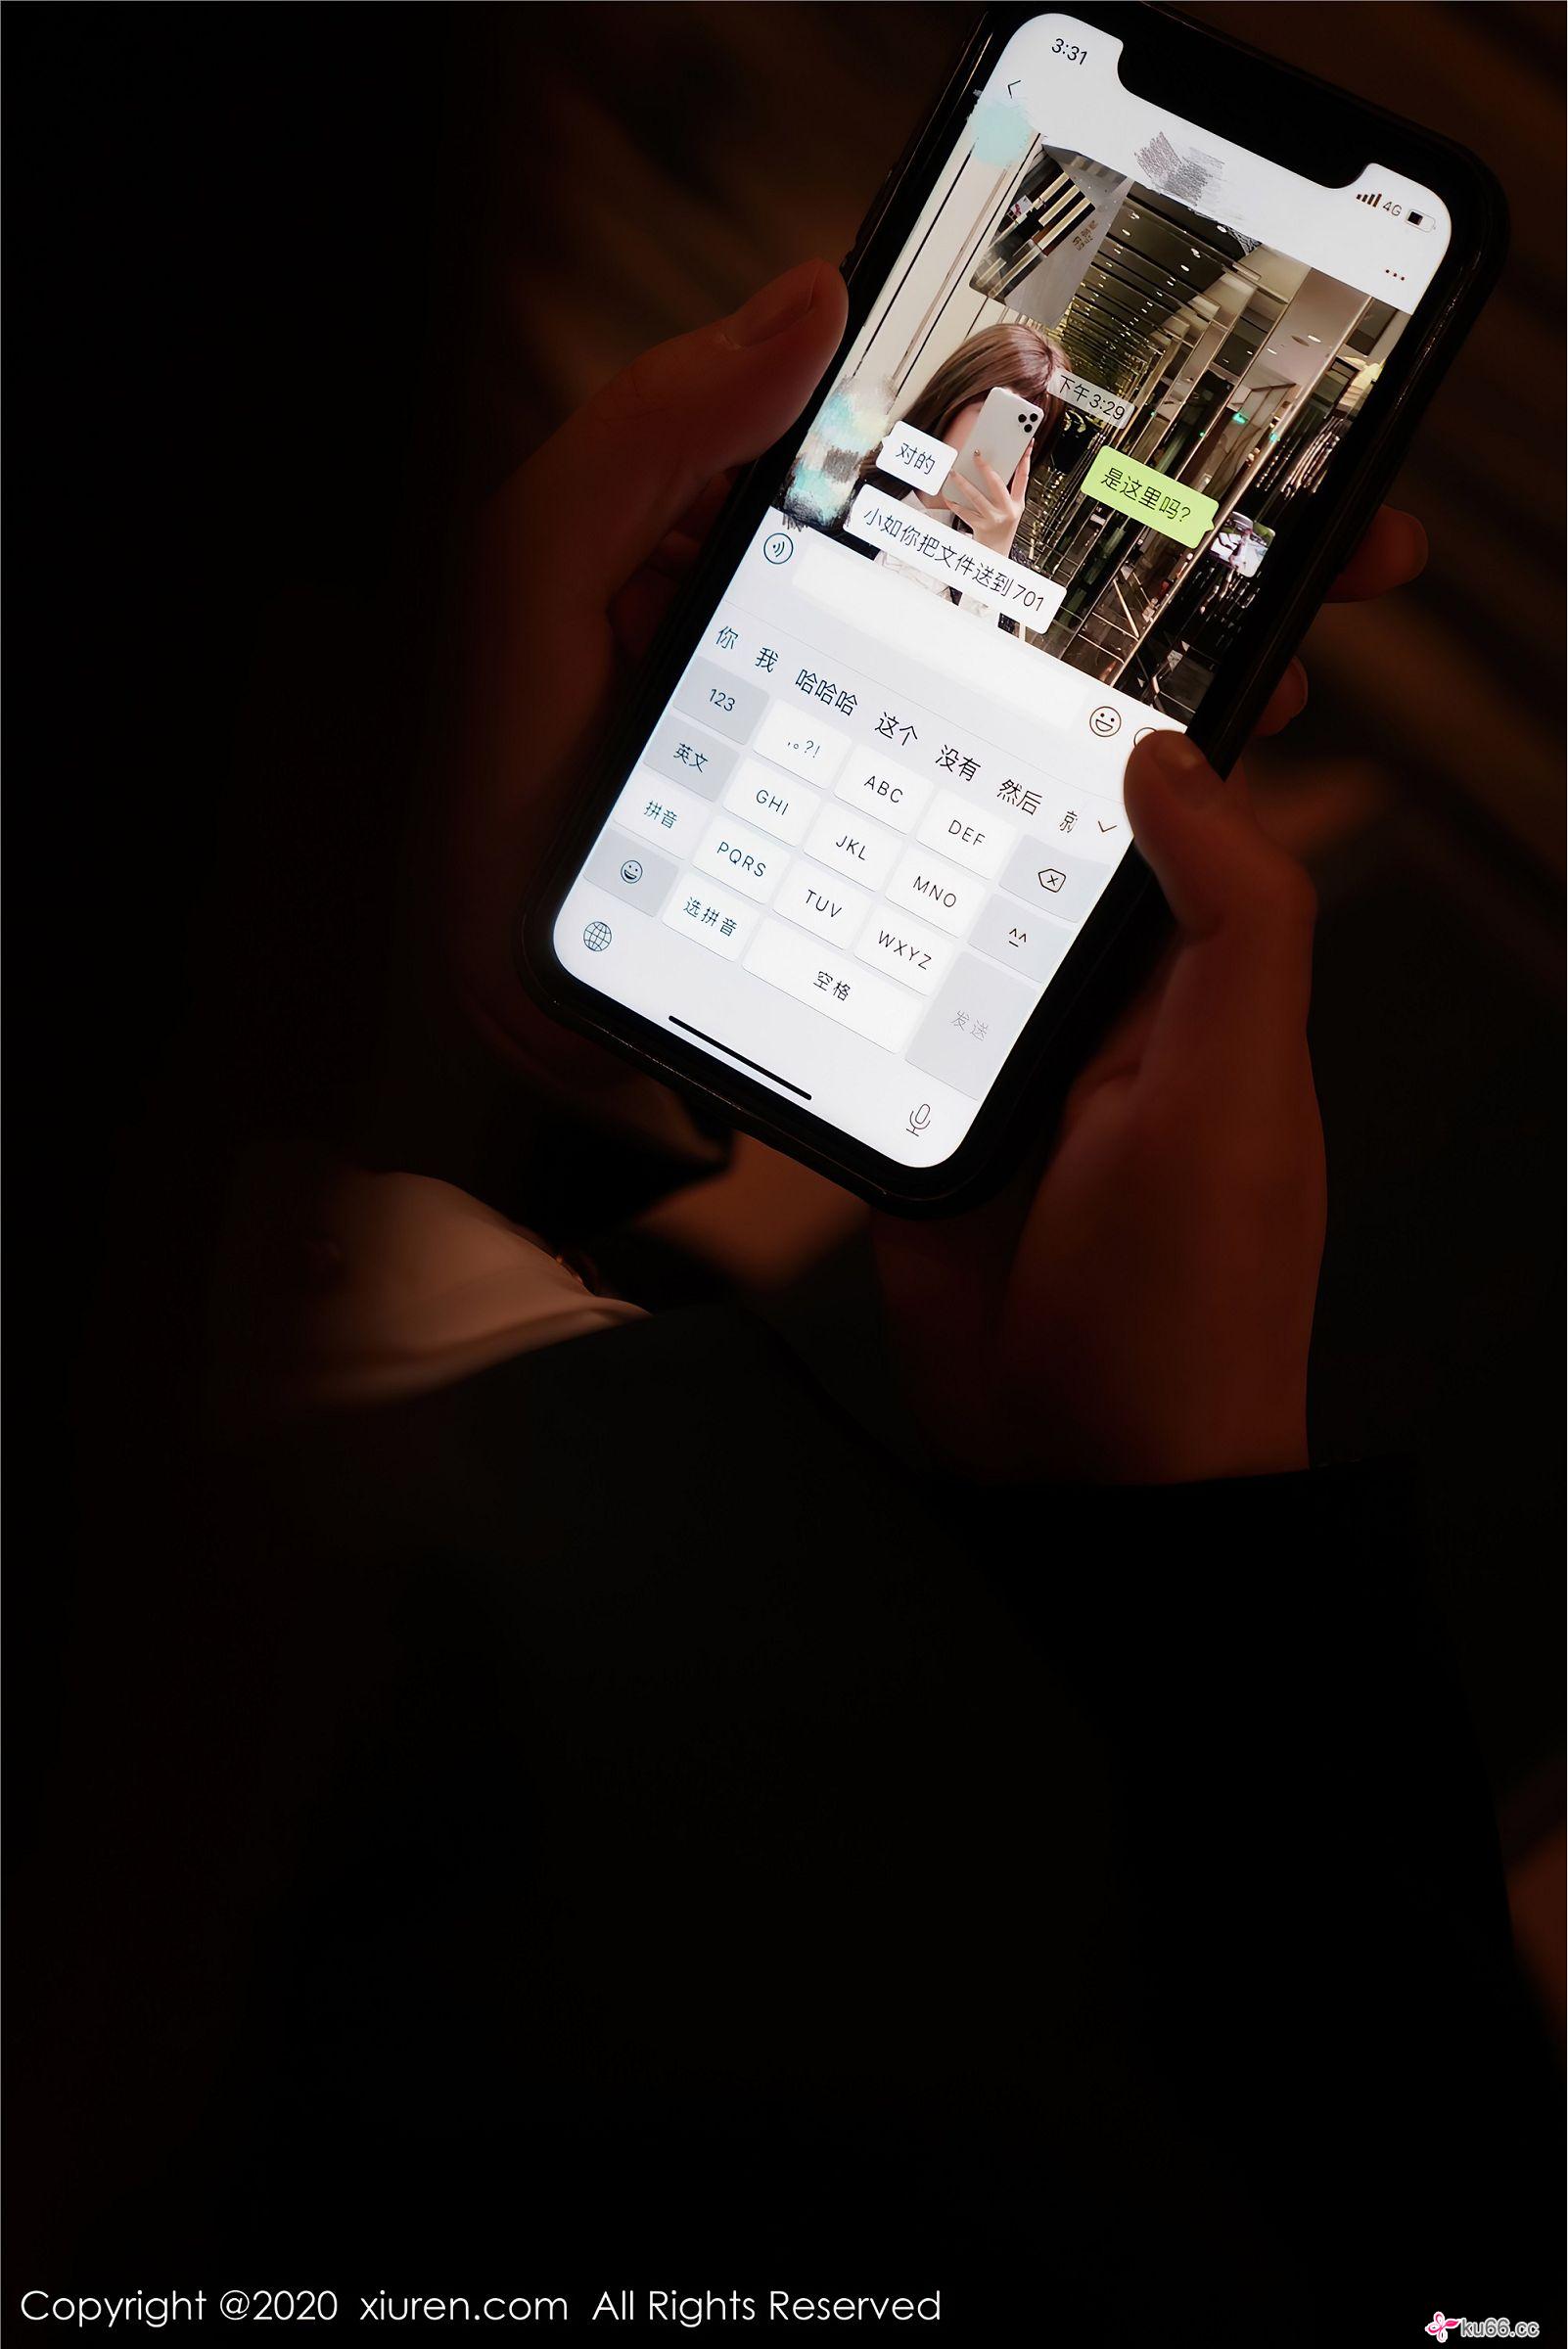 3:31
4G
下午3:29
是这里吗?
对的
小如你把文件送到 701
你 我 哈哈哈 这个 没有 然后
123 ,。?! ABC DEF
英文 GHI JKL MNO ^^
拼音 PQRS TUV WXYZ
选拼音 空格 发送
Copyright @2020 xiuren.com All Rights Reserved
ku66.cc